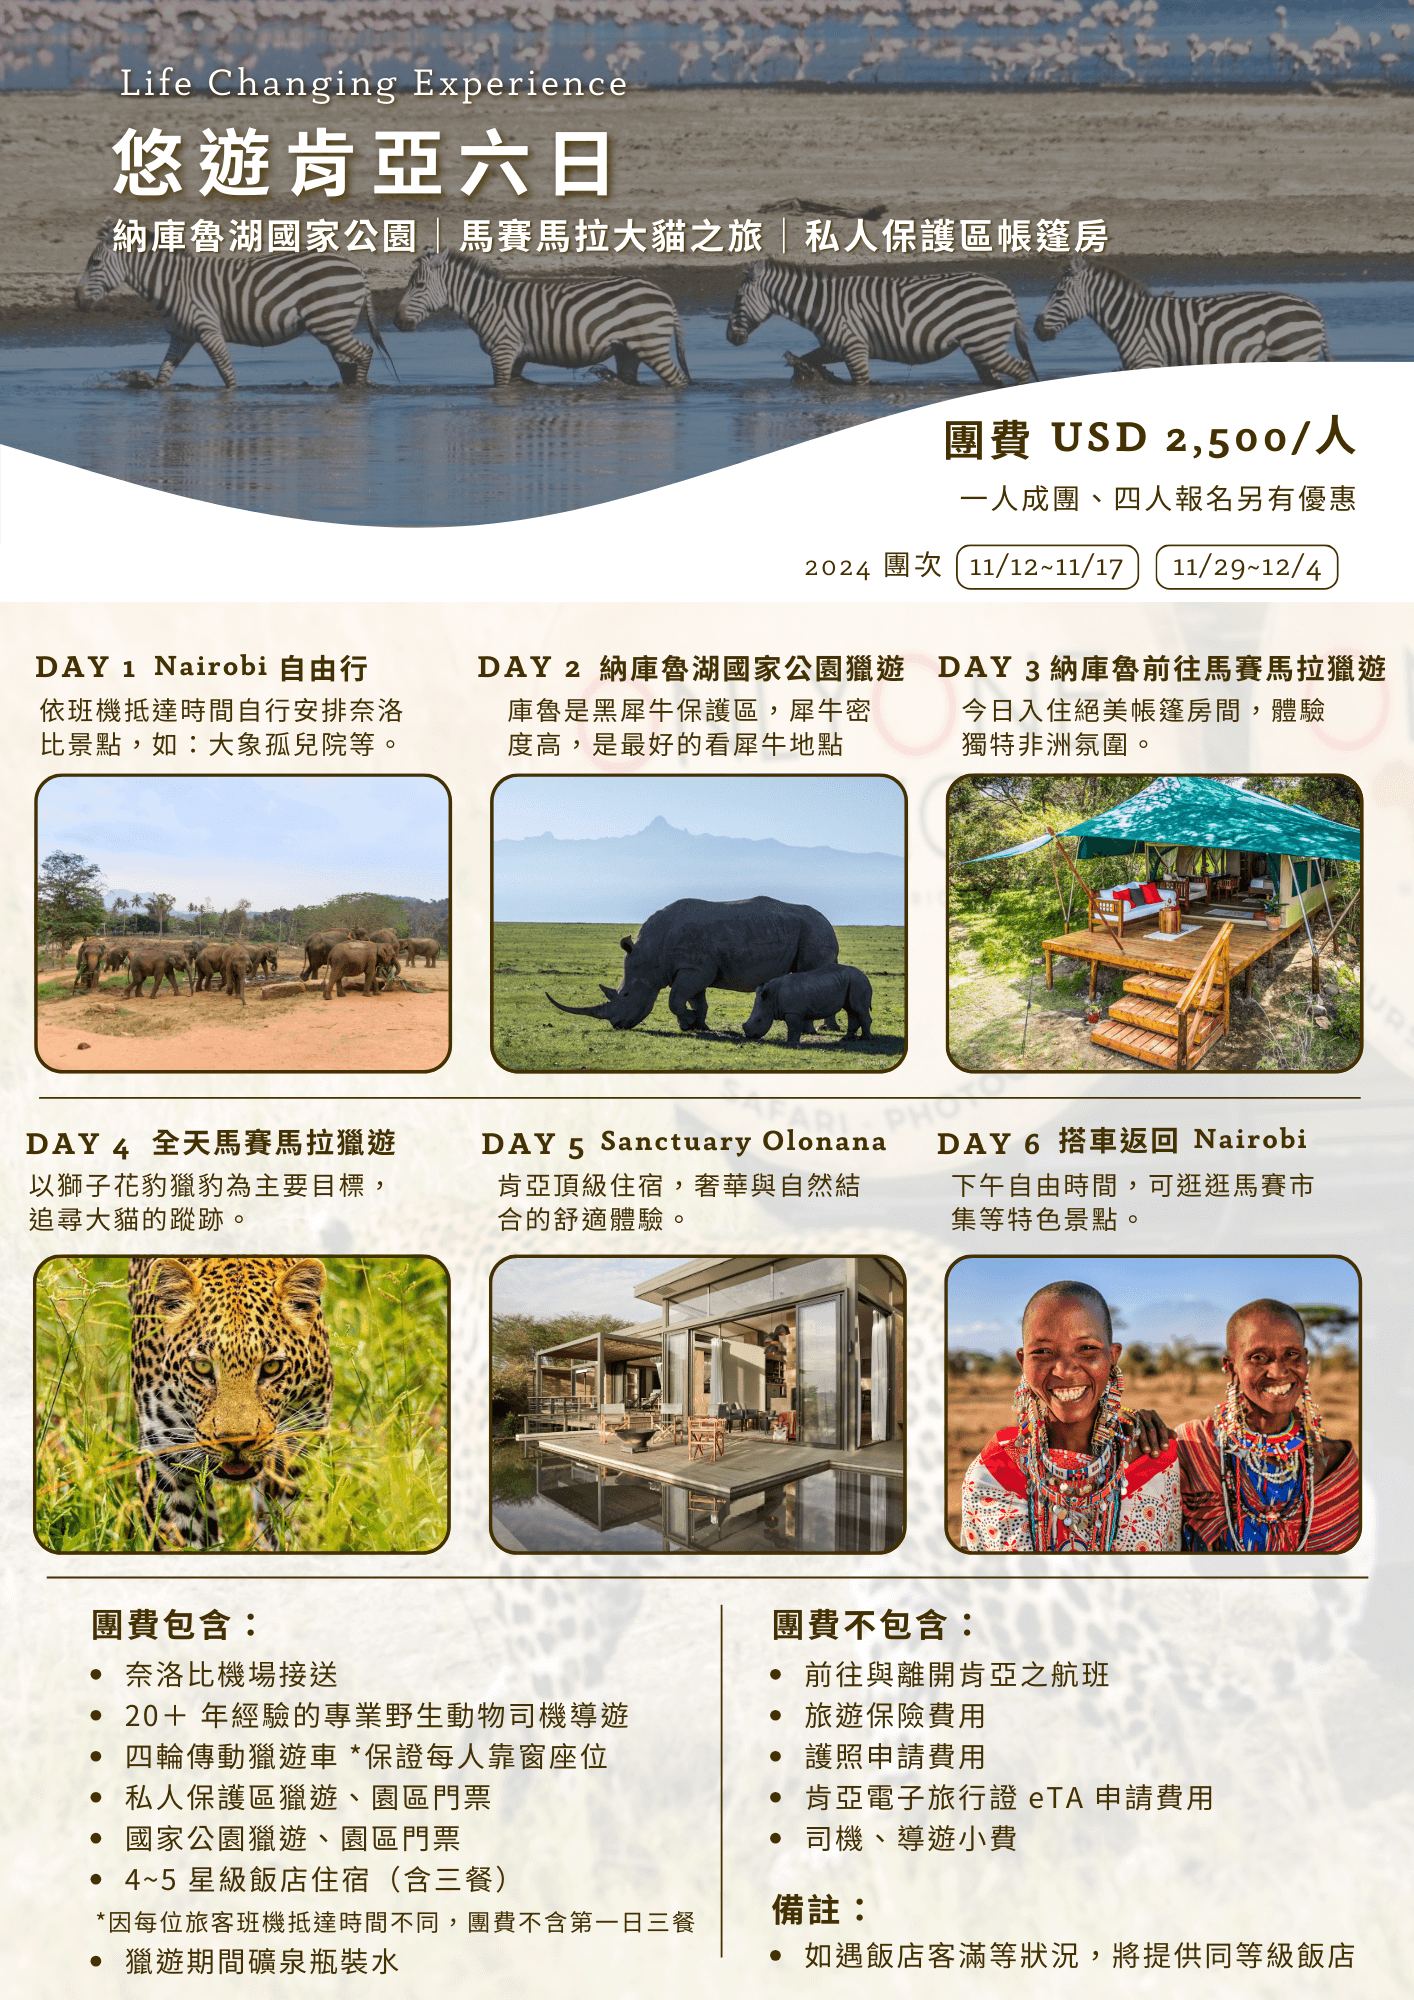 Life Changing Experience
悠遊肯亞六日
納庫魯湖國家公園｜馬賽馬拉大貓之旅｜私人保護區帳篷房
團費 USD 2,500/人
一人成團、四人報名另有優惠
2024 團次 11/12~11/17 11/29~12/4
DAY 1 Nairobi 自由行
依班機抵達時間自行安排奈洛
比景點，如：大象孤兒院等。
DAY 2 納庫魯湖國家公園獵遊
庫魯是黑犀牛保護區，犀牛密
度高，是最好的看犀牛地點
DAY 3 納庫魯前往馬賽馬拉獵遊
今日入住絕美帳篷房間，體驗
獨特非洲氛圍。
DAY 4 全天馬賽馬拉獵遊
以獅子花豹獵豹為主要目標，
追尋大貓的蹤跡。
DAY 5 Sanctuary Olonana
肯亞頂級住宿，奢華與自然結
合的舒適體驗。
DAY 6 搭車返回 Nairobi
下午自由時間，可逛逛馬賽市
集等特色景點。
ONLY ONE
SAFARI · PHOTO
團費包含：
• 奈洛比機場接送
• 20＋ 年經驗的專業野生動物司機導遊
• 四輪傳動獵遊車 *保證每人靠窗座位
• 私人保護區獵遊、園區門票
• 國家公園獵遊、園區門票
• 4~5 星級飯店住宿（含三餐）
*因每位旅客班機抵達時間不同，團費不含第一日三餐
• 獵遊期間礦泉瓶裝水
團費不包含：
• 前往與離開肯亞之航班
• 旅遊保險費用
• 護照申請費用
• 肯亞電子旅行證 eTA 申請費用
• 司機、導遊小費
備註：
• 如遇飯店客滿等狀況，將提供同等級飯店